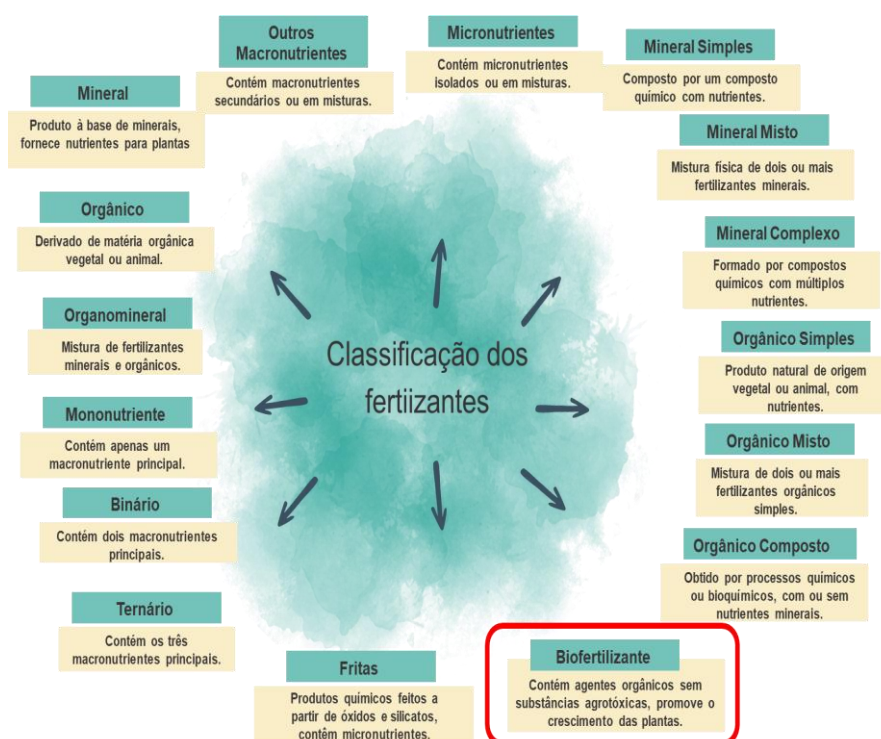 Outros
Macronutrientes
Contém macronutrientes
secundários ou em misturas.
Micronutrientes
Contém micronutrientes
isolados ou em misturas.
Mineral Simples
Composto por um composto
químico com nutrientes.
Mineral
Produto à base de minerais,
fornece nutrientes para plantas
Mineral Misto
Mistura física de dois ou mais
fertilizantes minerais.
Orgânico
Derivado de matéria orgânica
vegetal ou animal.
Mineral Complexo
Formado por compostos
químicos com múltiplos
nutrientes.
Organomineral
Mistura de fertilizantes
minerais e orgânicos.
Classificação dos
fertiizantes
Orgânico Simples
Produto natural de origem
vegetal ou animal, com
nutrientes.
Mononutriente
Contém apenas um
macronutriente principal.
Orgânico Misto
Mistura de dois ou mais
fertilizantes orgânicos
simples.
Binário
Contém dois macronutrientes
principais.
Orgânico Composto
Obtido por processos químicos
ou bioquímicos, com ou sem
nutrientes minerais.
Ternário
Contém os três
macronutrientes principais.
Fritas
Produtos químicos feitos a
partir de óxidos e silicatos,
contêm micronutrientes.
Biofertilizante
Contém agentes orgânicos sem
substâncias agrotóxicas, promove o
crescimento das plantas.